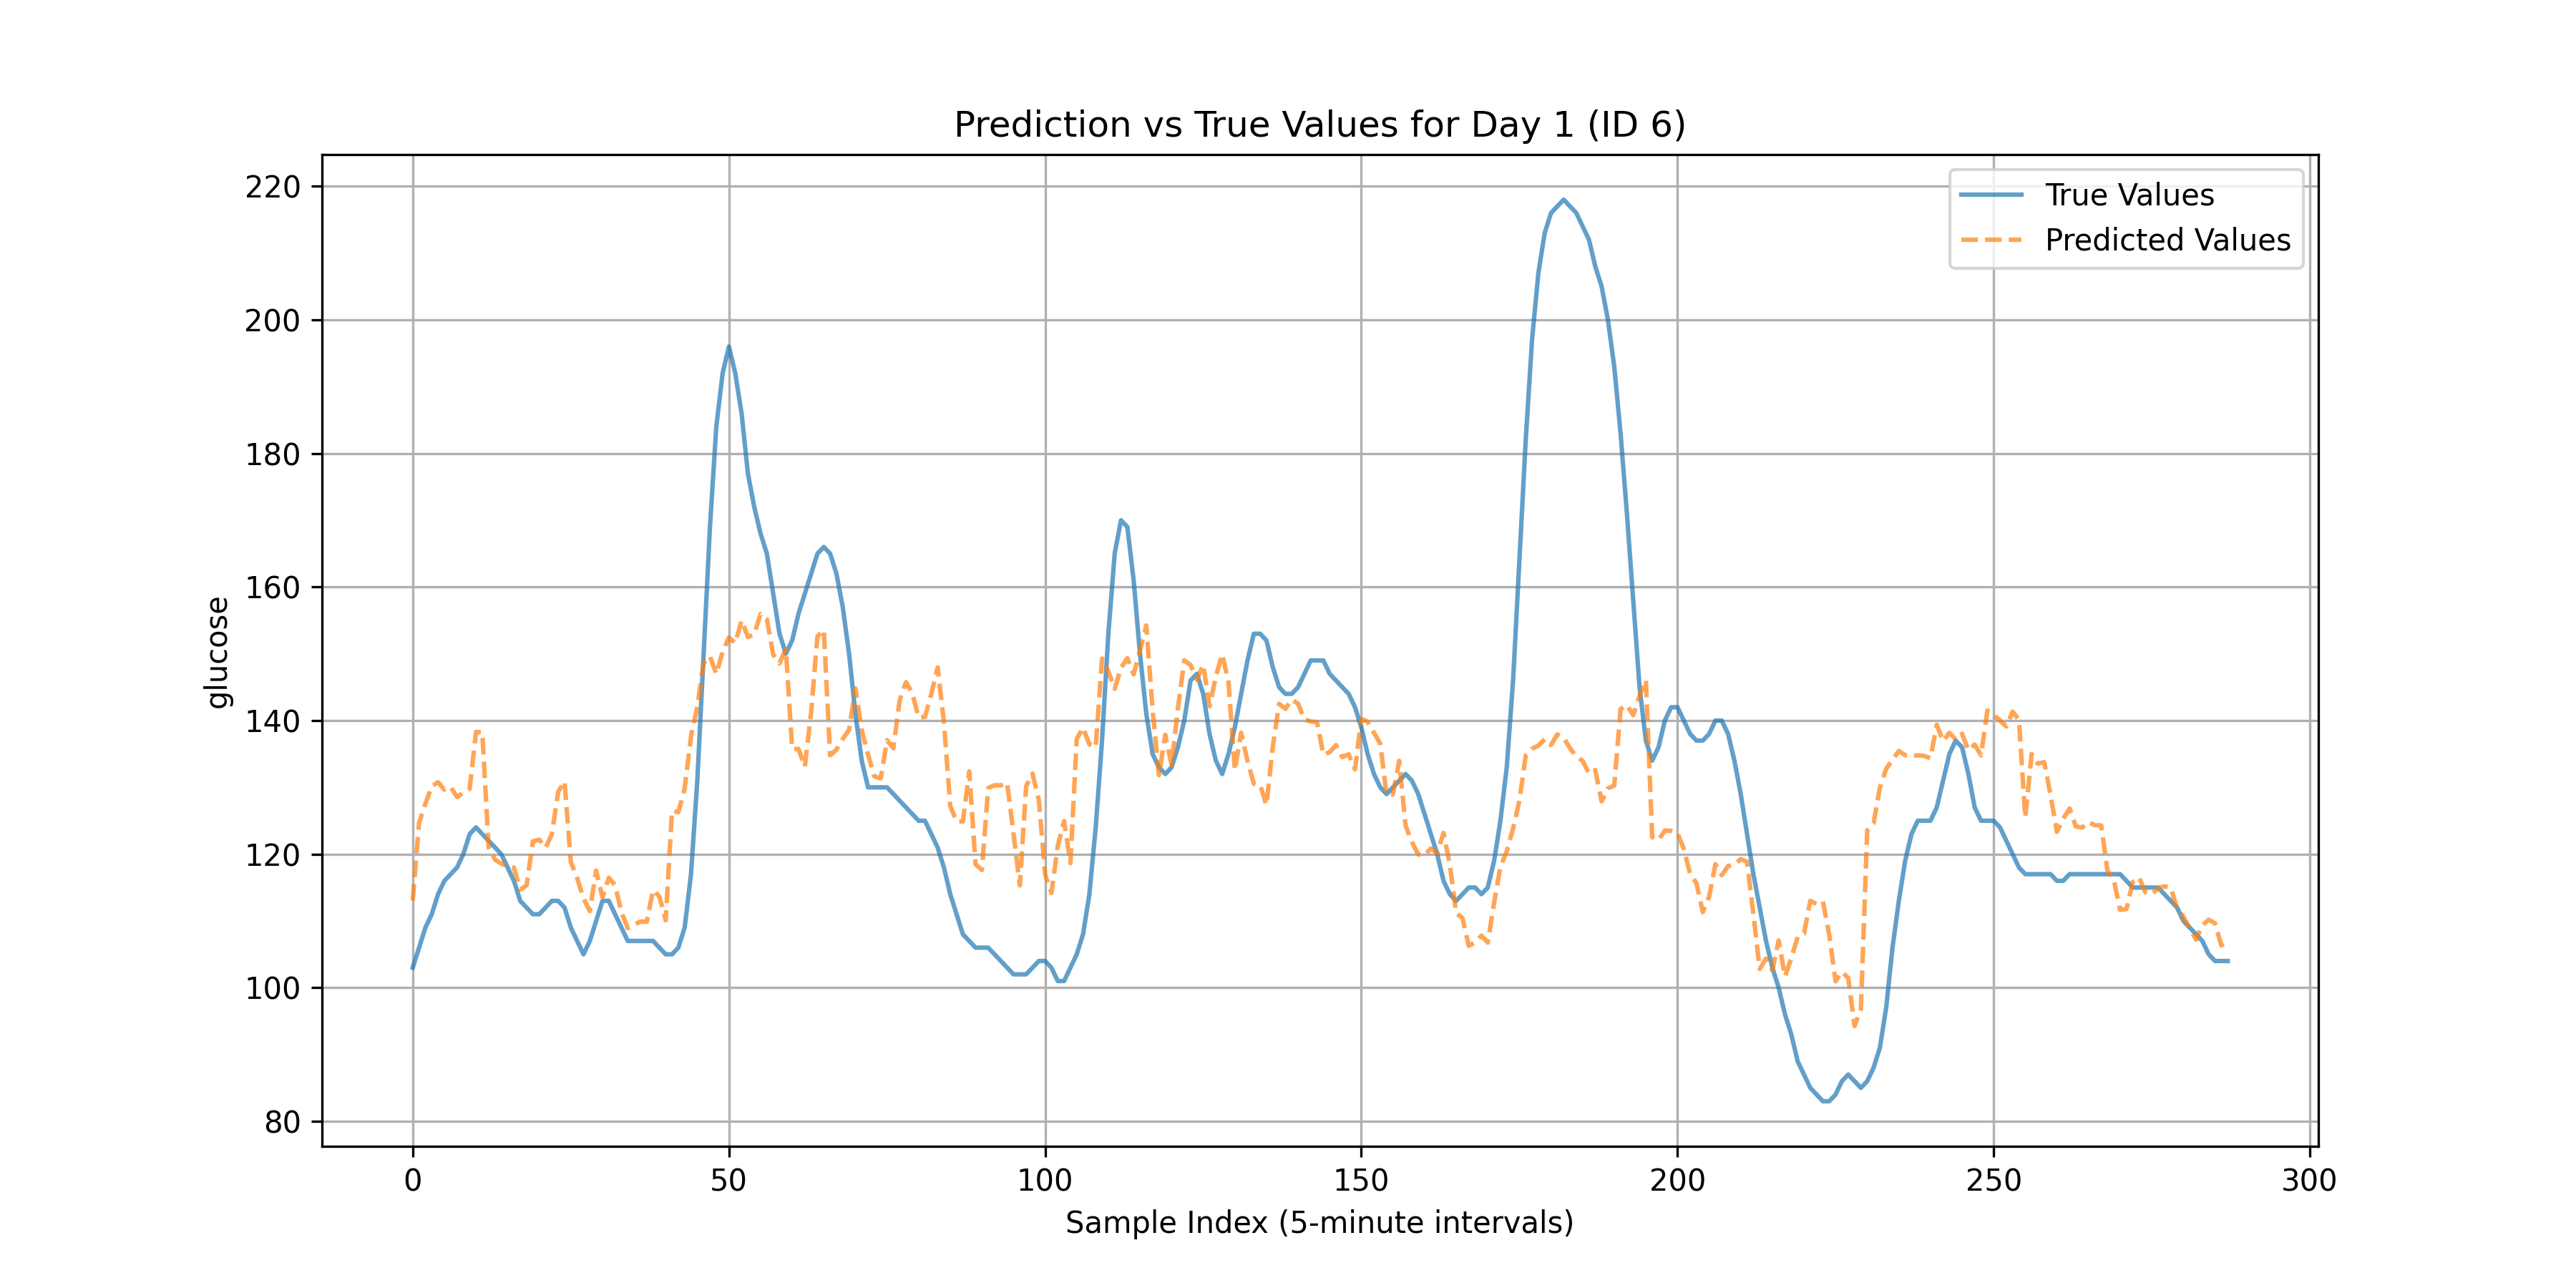 Prediction vs True Values for Day 1 (ID 6)
True Values
Predicted Values
glucose
220
200
180
160
140
120
100
80
0 50 100 150 200 250 300
Sample Index (5-minute intervals)